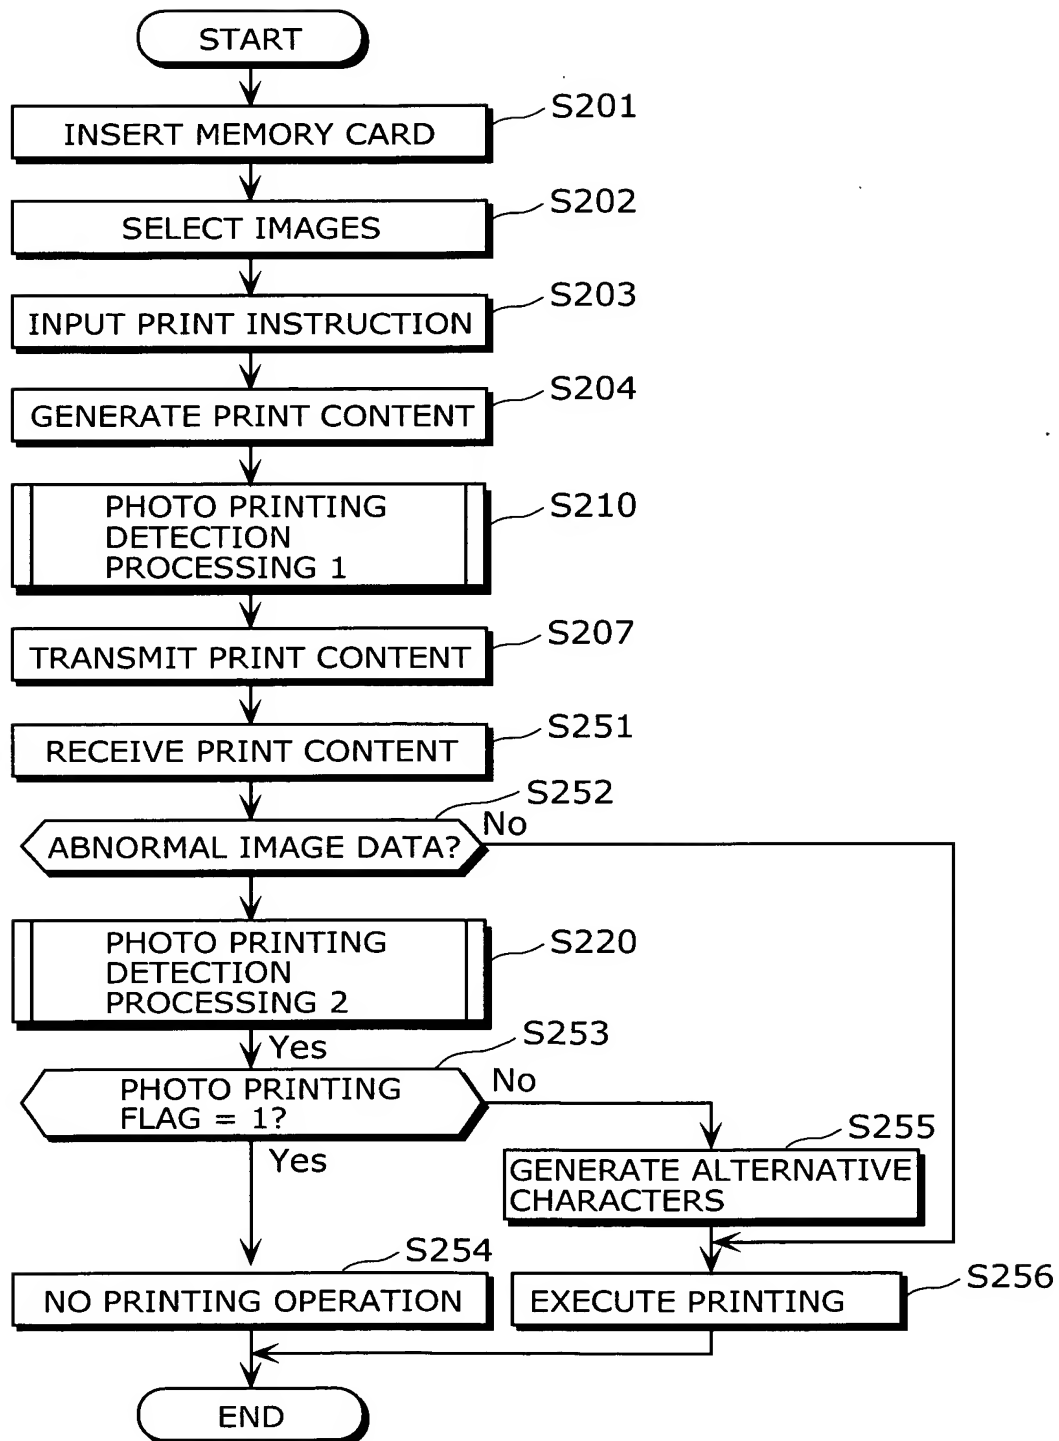 START
INSERT MEMORY CARD
S201
SELECT IMAGES
S202
INPUT PRINT INSTRUCTION
S203
GENERATE PRINT CONTENT
S204
PHOTO PRINTING
DETECTION
PROCESSING 1
S210
TRANSMIT PRINT CONTENT
S207
RECEIVE PRINT CONTENT
S251
ABNORMAL IMAGE DATA?
S252
No
PHOTO PRINTING
DETECTION
PROCESSING 2
S220
Yes
PHOTO PRINTING
FLAG = 1?
S253
No
Yes
GENERATE ALTERNATIVE
CHARACTERS
S255
NO PRINTING OPERATION
S254
EXECUTE PRINTING
S256
END